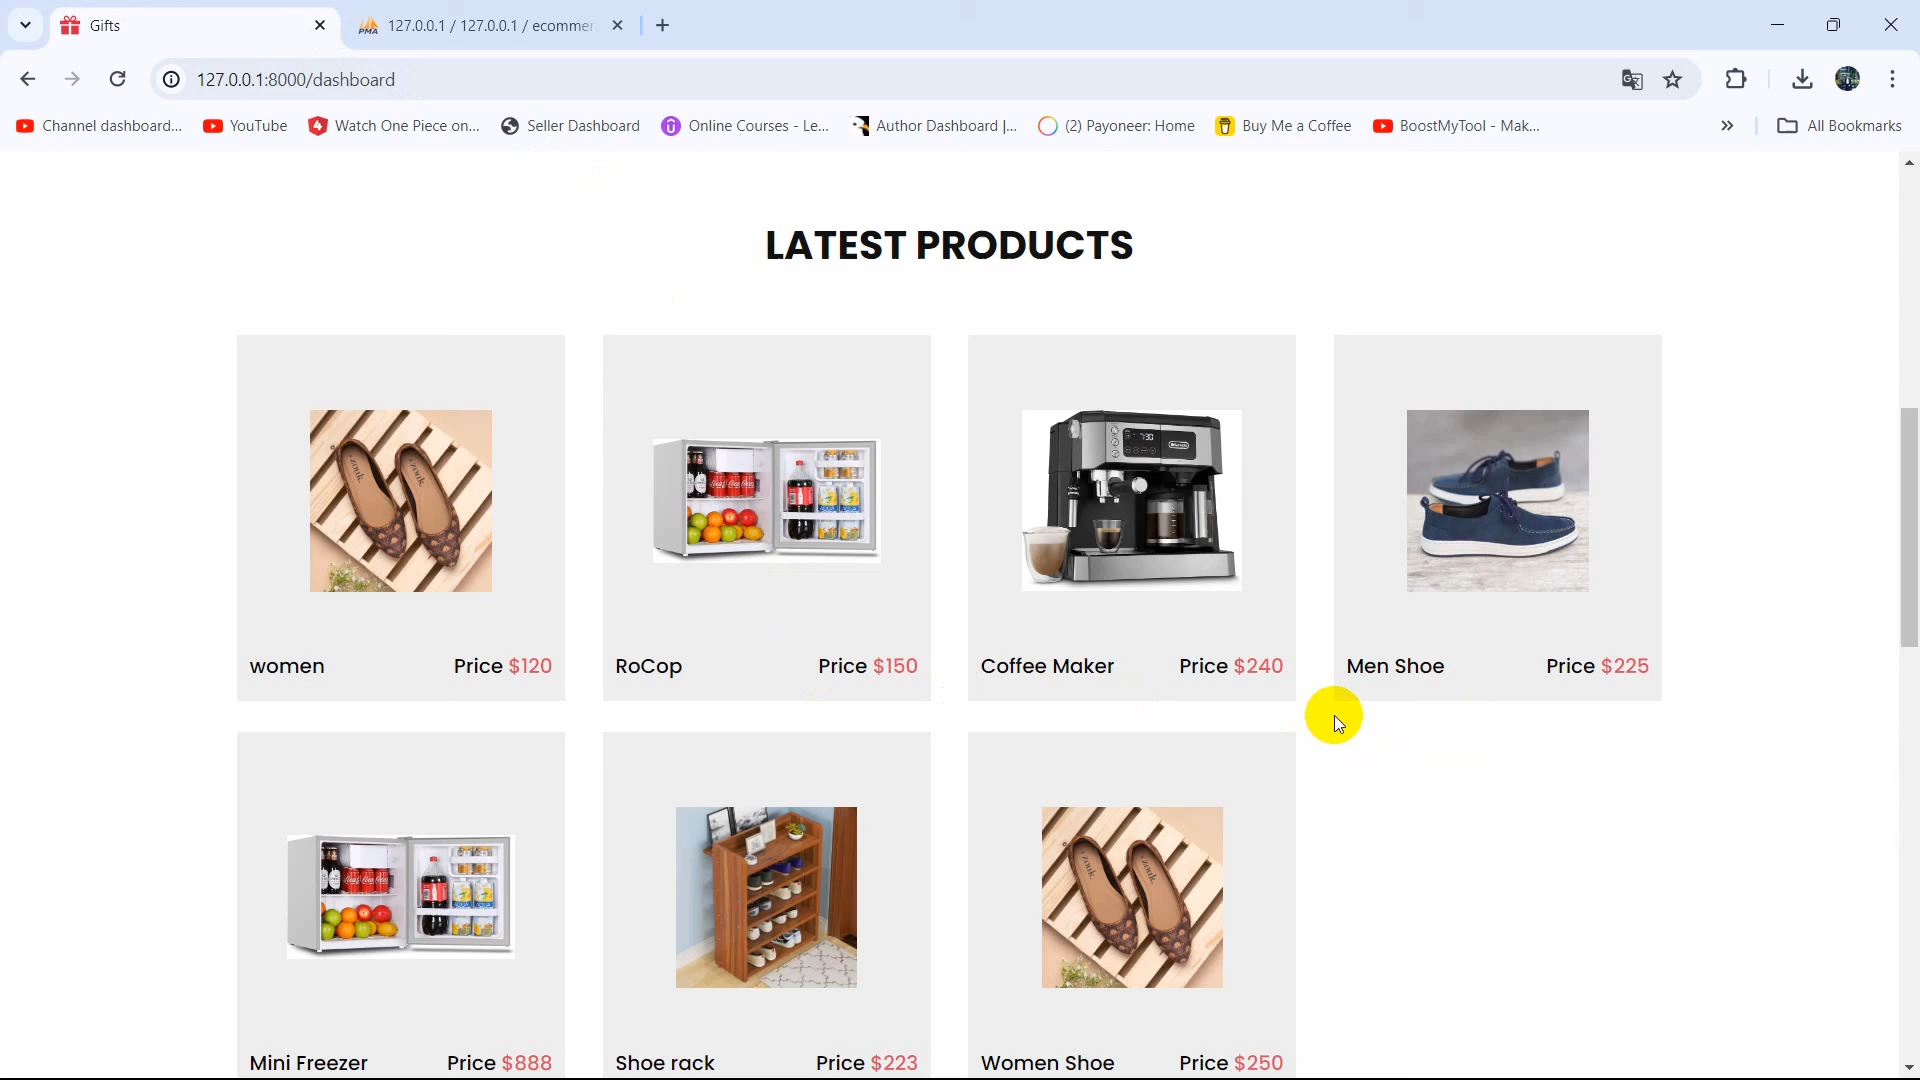 Gifts
127.0.0.1 / 127.0.0.1 / ecommer
127.0.0.1:8000/dashboard
Channel dashboard... YouTube Watch One Piece on... Seller Dashboard Online Courses - Le... Author Dashboard |... (2) Payoneer: Home Buy Me a Coffee BoostMyTool - Mak... » All Bookmarks
LATEST PRODUCTS
women Price $120
RoCop Price $150
Coffee Maker Price $240
Men Shoe Price $225
Mini Freezer Price $888
Shoe rack Price $223
Women Shoe Price $250